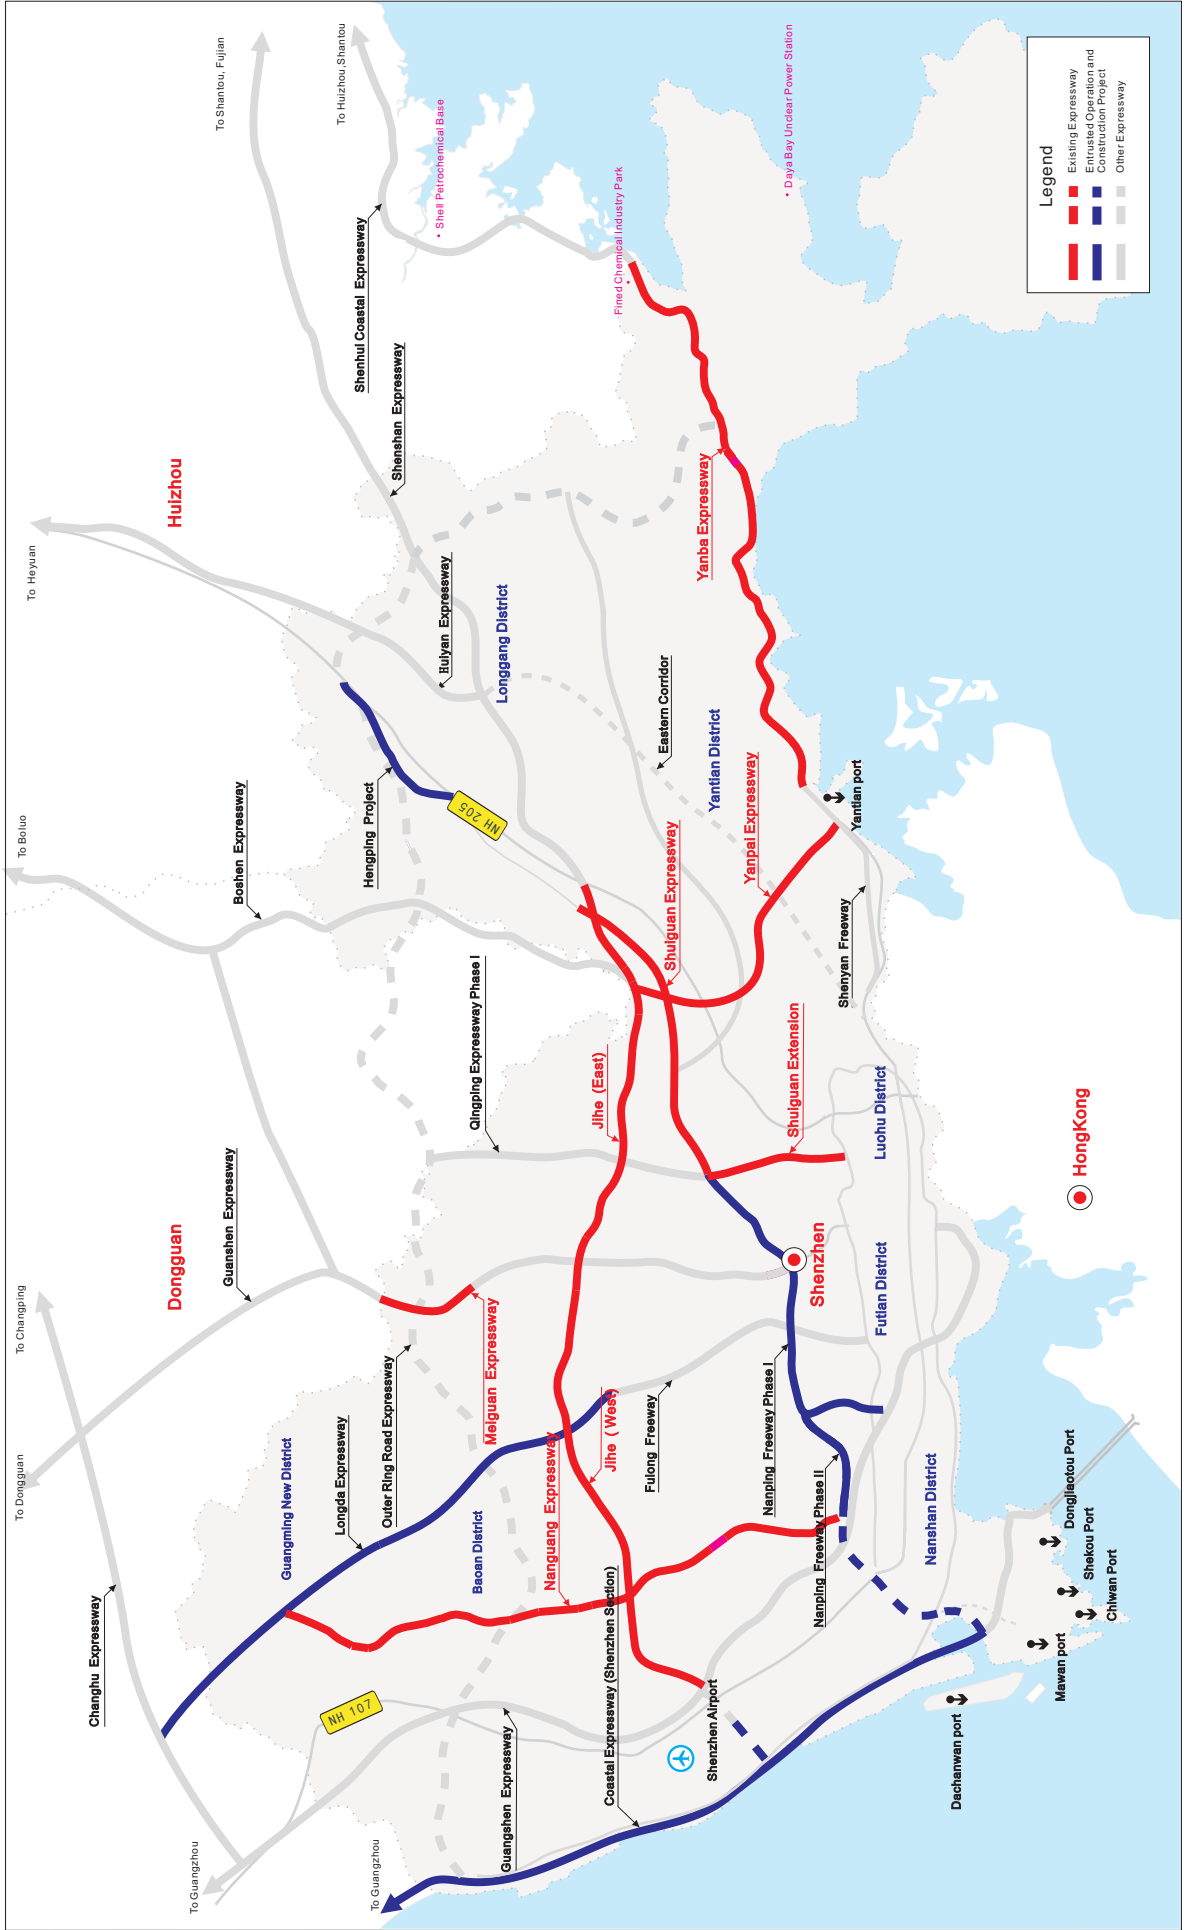 To Shantou, Fujian
To Huizhou,Shantou
• Shell Petrochemical Base
Fined Chemical Industry Park
• Daya Bay Unclear Power Station
Legend
Existing Expressway
Entrusted Operation and
Construction Project
Other Expressway
Shenhui Coastal Expressway
Shenshan Expressway
Huizhou
To Heyuan
Huiyan Expressway
Longgang District
Yanba Expressway
Eastern Corridor
Yantian District
Yanpai Expressway
Yantian port
Shenyan Freeway
To Boluo
Boshen Expressway
Hengping Project
NH 205
Shuiguan Expressway
Qingping Expressway Phase I
Jihe (East)
Shuiguan Extension
Luohu District
HongKong
Guanshen Expressway
Dongguan
To Changping
Meiguan Expressway
Outer Ring Road Expressway
Shenzhen
Futian District
Nanping Freeway Phase I
Fulong Freeway
Jihe (West)
To Dongguan
Guangming New District
Longda Expressway
Baoan District
Nanguang Expressway
Nanping Freeway Phase II
Nanshan District
Dongjiaotou Port
Shekou Port
Chiwan Port
Mawan port
Dachanwan port
Changhu Expressway
NH 107
Coastal Expressway (Shenzhen Section)
Shenzhen Airport
Guangshen Expressway
To Guangzhou
To Guangzhou